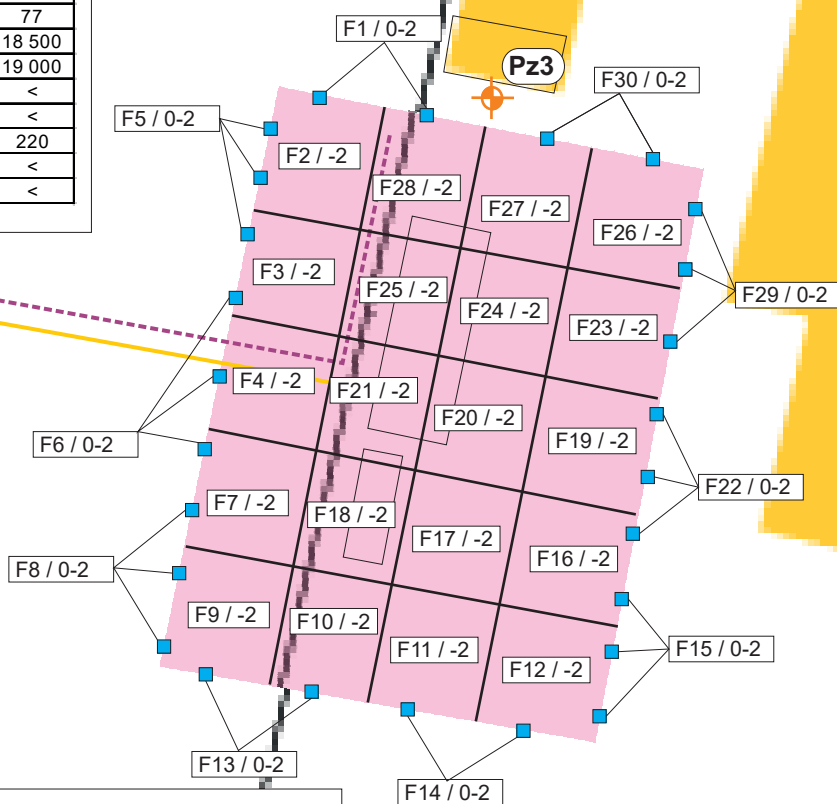 77
18 500
19 000
<
<
220
<
<
F1 / 0-2
Pz3
F30 / 0-2
F5 / 0-2
F2 / -2
F28 / -2
F27 / -2
F26 / -2
F3 / -2
F25 / -2
F24 / -2
F29 / 0-2
F23 / -2
F4 / -2
F21 / -2
F20 / -2
F6 / 0-2
F19 / -2
F22 / 0-2
F7 / -2
F18 / -2
F17 / -2
F16 / -2
F8 / 0-2
F9 / -2
F10 / -2
F11 / -2
F15 / 0-2
F12 / -2
F13 / 0-2
F14 / 0-2